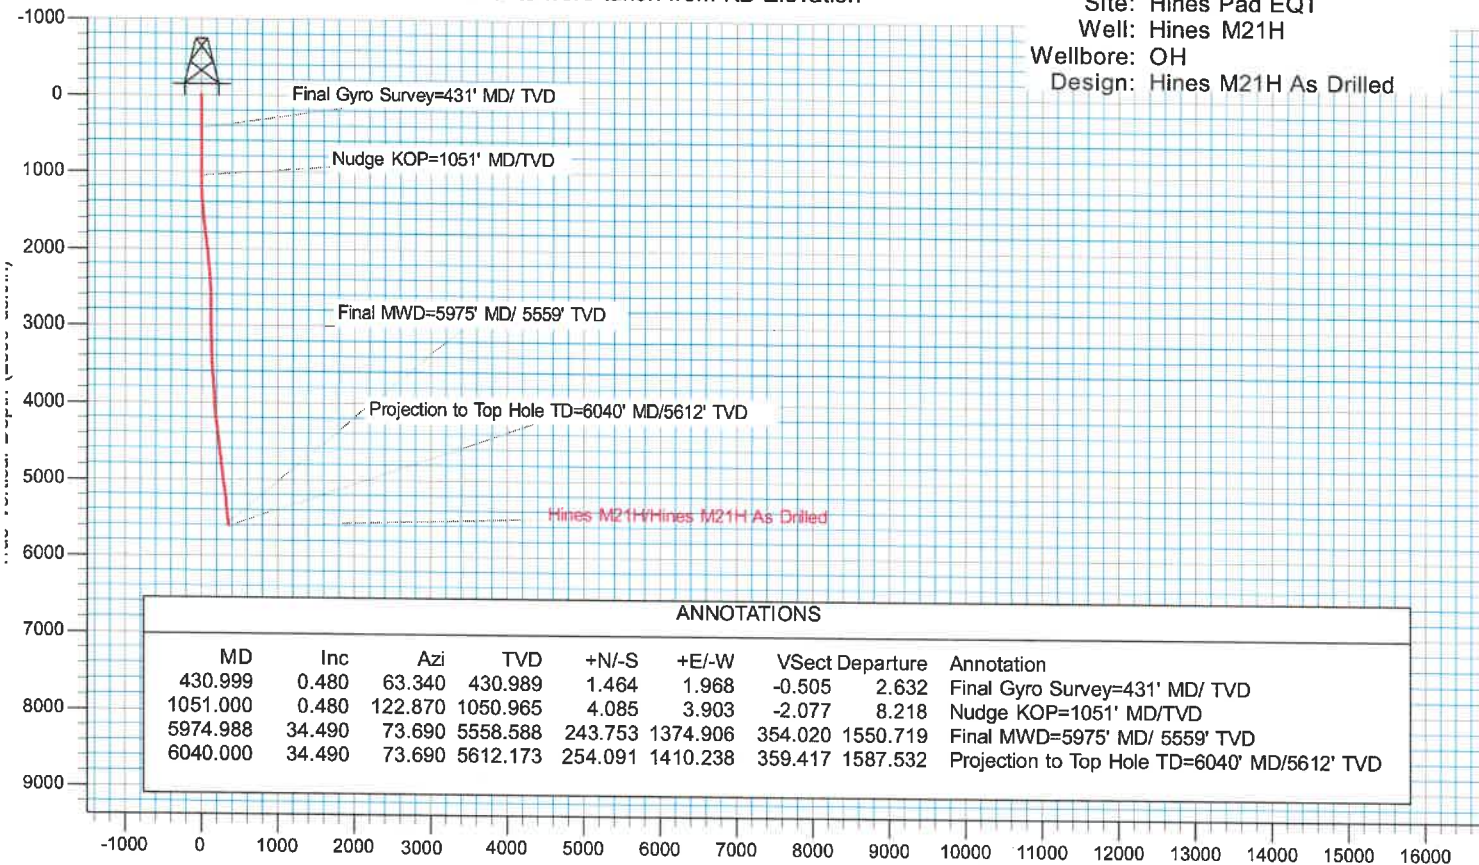 taken from KB Elevation
Site: Hines Pad EQT
Well: Hines M21H
Wellbore: OH
Design: Hines M21H As Drilled
-1000
0
1000
2000
3000
4000
5000
6000
7000
8000
9000
Final Gyro Survey=431' MD/ TVD
Nudge KOP=1051' MD/TVD
Final MWD=5975' MD/ 5559' TVD
Projection to Top Hole TD=6040' MD/5612' TVD
Hines M21H/Hines M21H As Drilled
ANNOTATIONS
MD Inc Azi TVD +N/-S +E/-W VSect Departure Annotation
430.999 0.480 63.340 430.989 1.464 1.968 -0.505 2.632 Final Gyro Survey=431' MD/ TVD
1051.000 0.480 122.870 1050.965 4.085 3.903 -2.077 8.218 Nudge KOP=1051' MD/TVD
5974.988 34.490 73.690 5558.588 243.753 1374.906 354.020 1550.719 Final MWD=5975' MD/ 5559' TVD
6040.000 34.490 73.690 5612.173 254.091 1410.238 359.417 1587.532 Projection to Top Hole TD=6040' MD/5612' TVD
-1000 0 1000 2000 3000 4000 5000 6000 7000 8000 9000 10000 11000 12000 13000 14000 15000 16000